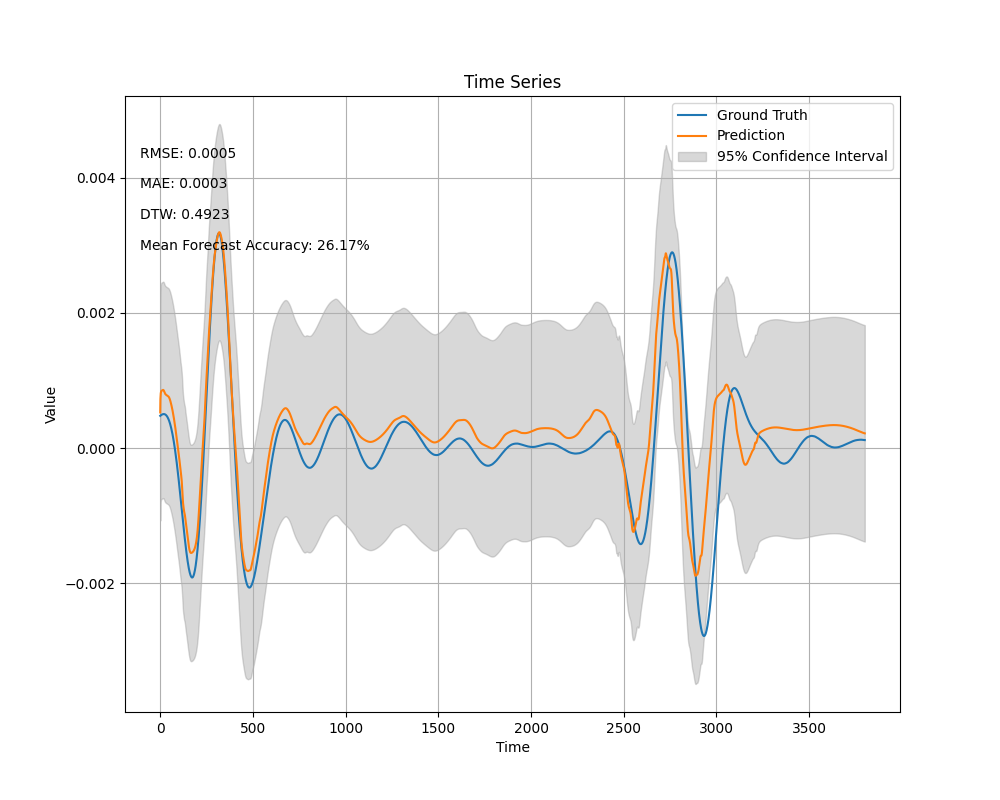 Time Series
Ground Truth
Prediction
95% Confidence Interval
RMSE: 0.0005
MAE: 0.0003
DTW: 0.4923
Mean Forecast Accuracy: 26.17%
0.004
0.002
0.000
−0.002
Value
0 500 1000 1500 2000 2500 3000 3500
Time